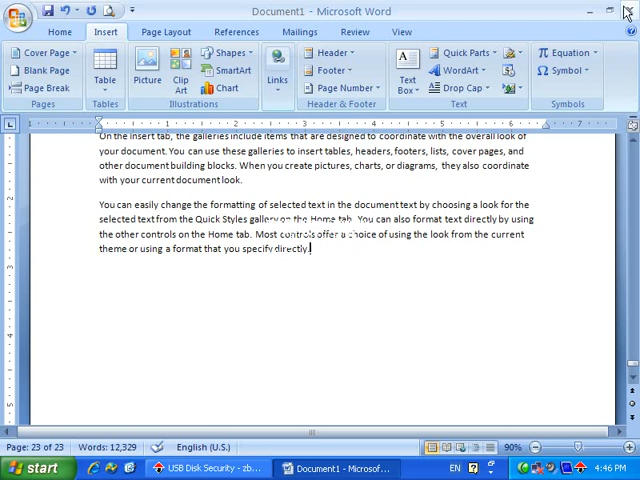 Document1 - Microsoft Word
Home Insert Page Layout References Mailings Review View
Cover Page
Blank Page
Page Break
Pages
Table
Tables
Picture
Clip Art
Shapes
SmartArt
Chart
Illustrations
Links
Header
Footer
Page Number
Header & Footer
Text Box
Quick Parts
WordArt
Drop Cap
Text
Equation
Symbol
Symbols
1 1 2 3 4 5 6 7
On the Insert tab, the galleries include items that are designed to coordinate with the overall look of
your document. You can use these galleries to insert tables, headers, footers, lists, cover pages, and
other document building blocks. When you create pictures, charts, or diagrams, they also coordinate
with your current document look.
You can easily change the formatting of selected text in the document text by choosing a look for the
selected text from the Quick Styles gallery on the Home tab. You can also format text directly by using
the other controls on the Home tab. Most controls offer a choice of using the look from the current
theme or using a format that you specify directly.
Page: 23 of 23 Words: 12,329 English (U.S.) 90%
start USB Disk Security - zb... Document1 - Microsof... EN 4:46 PM